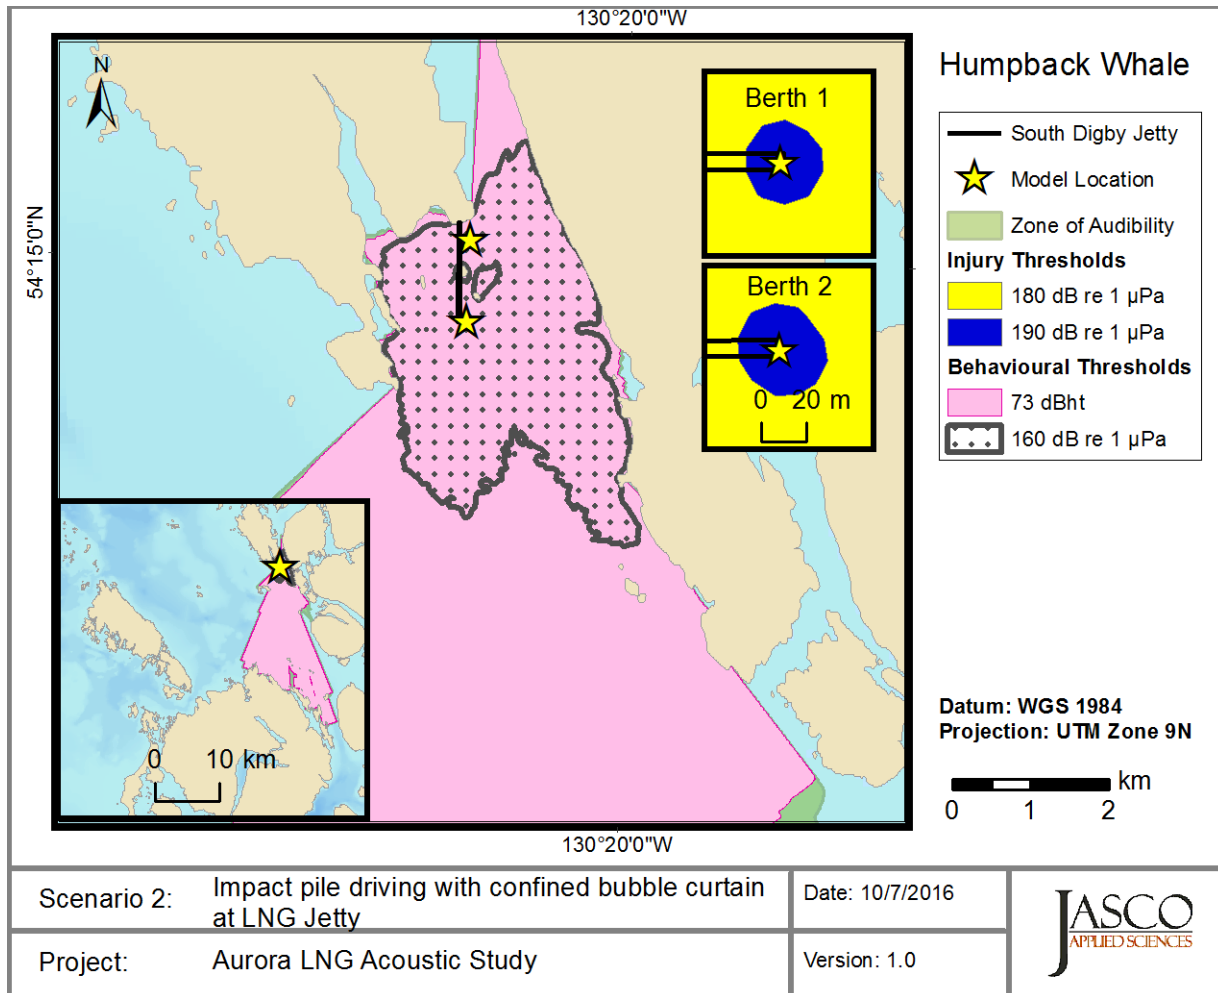 130°20'0"W
Humpback Whale
N
Berth 1
South Digby Jetty
Model Location
Zone of Audibility
Injury Thresholds
180 dB re 1 µPa
190 dB re 1 µPa
Behavioural Thresholds
73 dBht
160 dB re 1 µPa
54°15'0"N
Berth 2
0 20 m
0 10 km
Datum: WGS 1984
Projection: UTM Zone 9N
km
0 1 2
130°20'0"W
Scenario 2:
Impact pile driving with confined bubble curtain
at LNG Jetty
Date: 10/7/2016
Project:
Aurora LNG Acoustic Study
Version: 1.0
JASCO
APPLIED SCIENCES